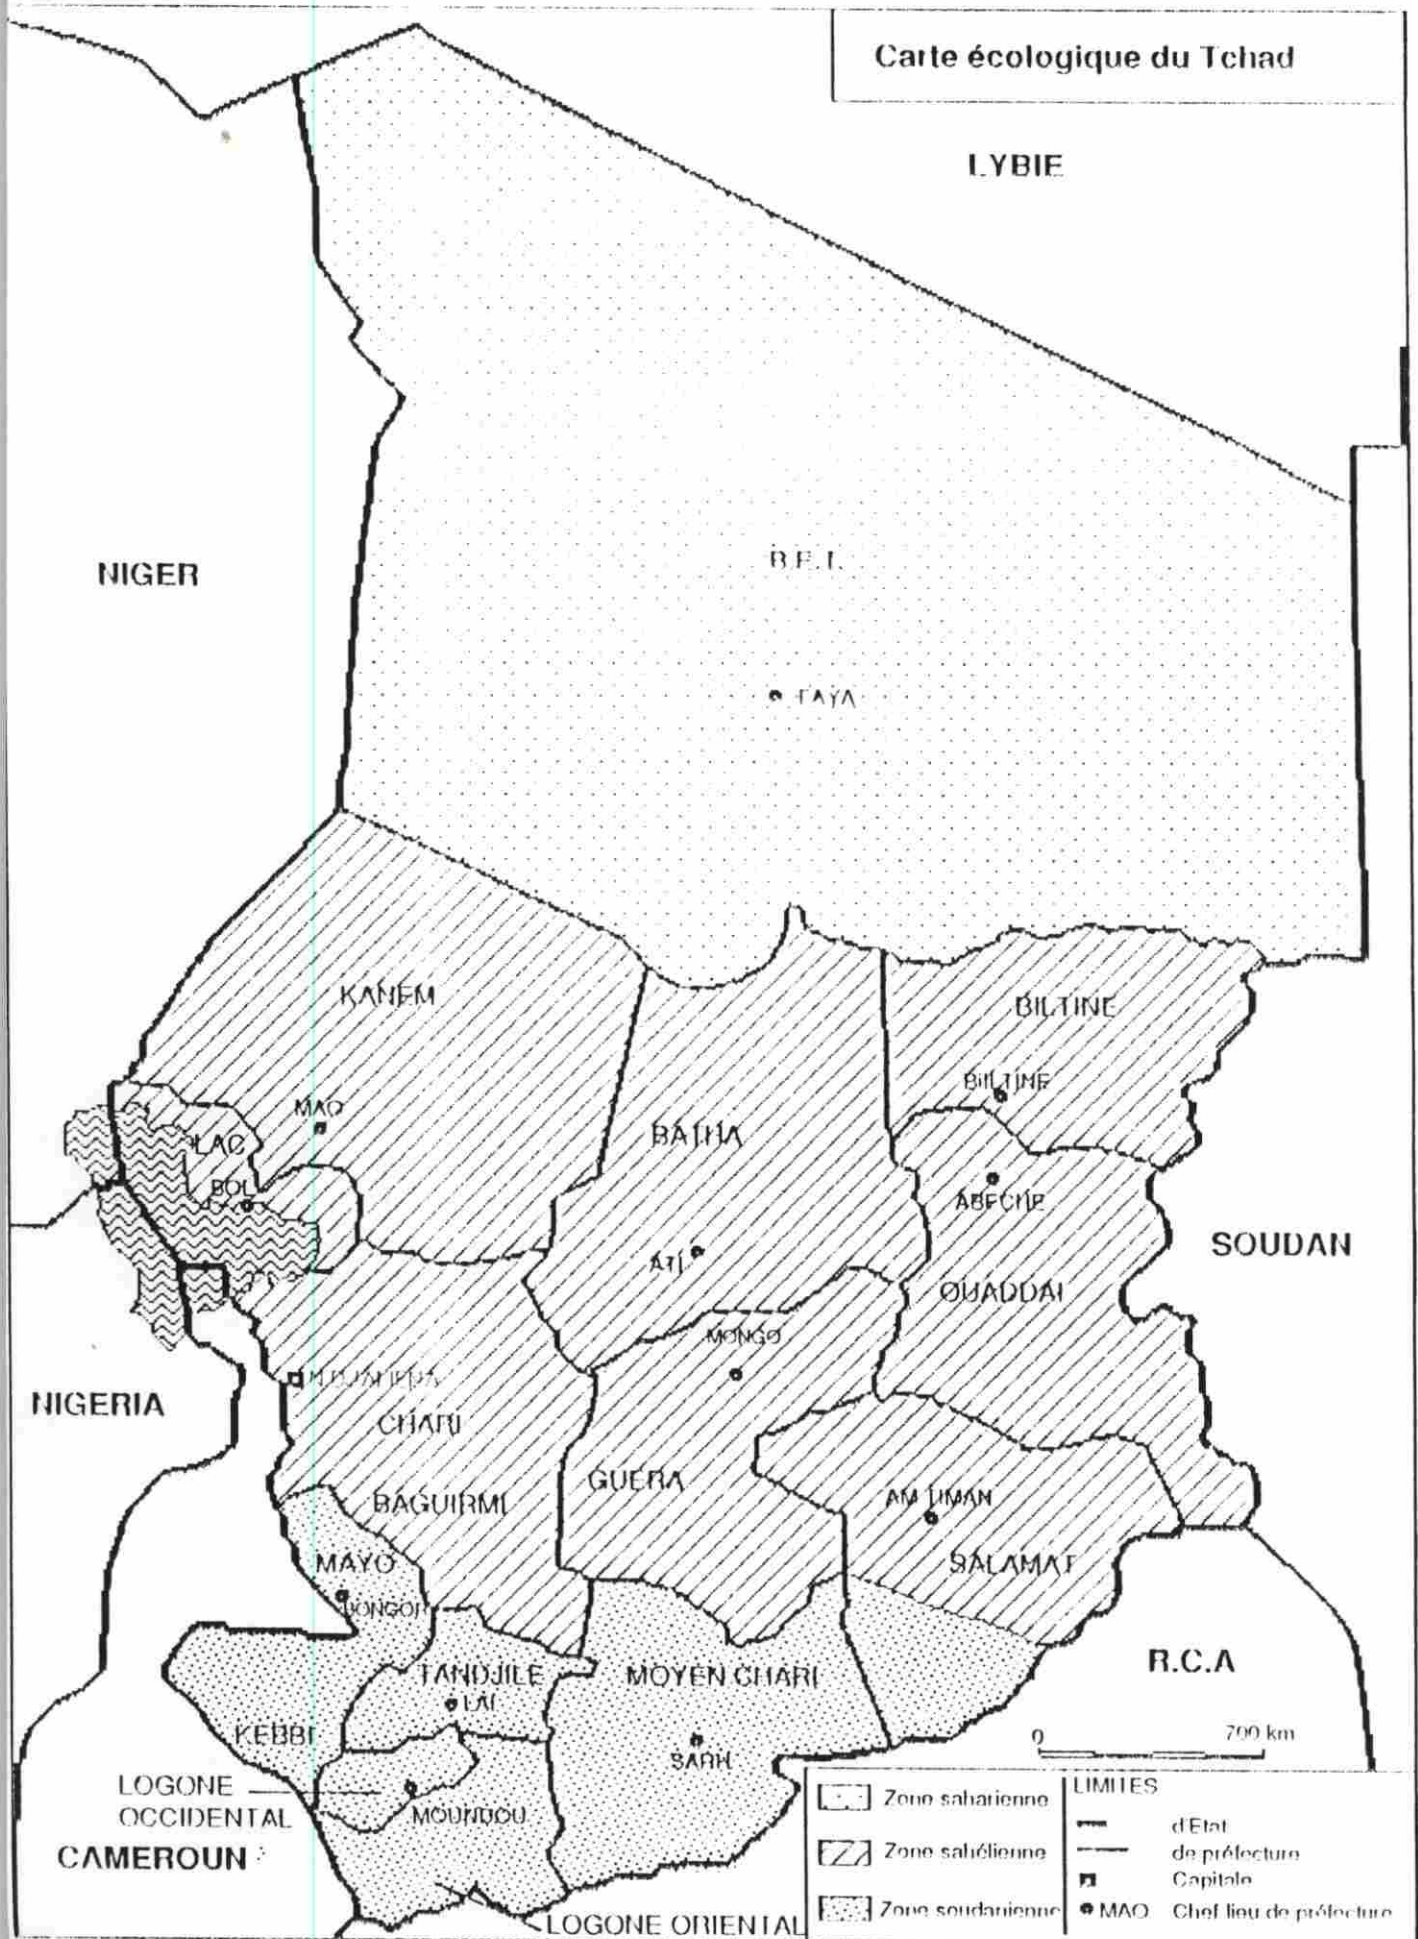 Carte écologique du Tchad
LYBIE
NIGER
FAYA
KANEM
BILTINE
BIILTINE
MAO
LAC
BATHA
BOL
ABECHE
SOUDAN
ATI
OUADDAI
MONGO
NIGERIA
CHARI
GUERA
BAGUIRMI
AM TIMAN
MAYO
BONGOR
SALAMAT
R.C.A
TANDJILE
MOYEN CHARI
LAI
KEBBI
SARH
0 700 km
LOGONE
OCCIDENTAL
MOUNDOU
CAMEROUN
LOGONE ORIENTAL
Zone saharienne
Zone sahélienne
Zone soudanienne
LIMITES
d'Etat
de préfecture
Capitale
MAO Chef lieu de préfecture